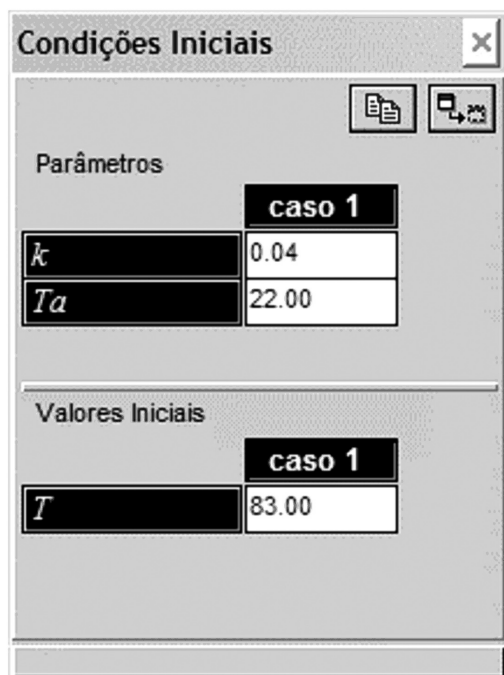 Condições Iniciais
Parâmetros
caso 1
k 0.04
Ta 22.00
Valores Iniciais
caso 1
T 83.00